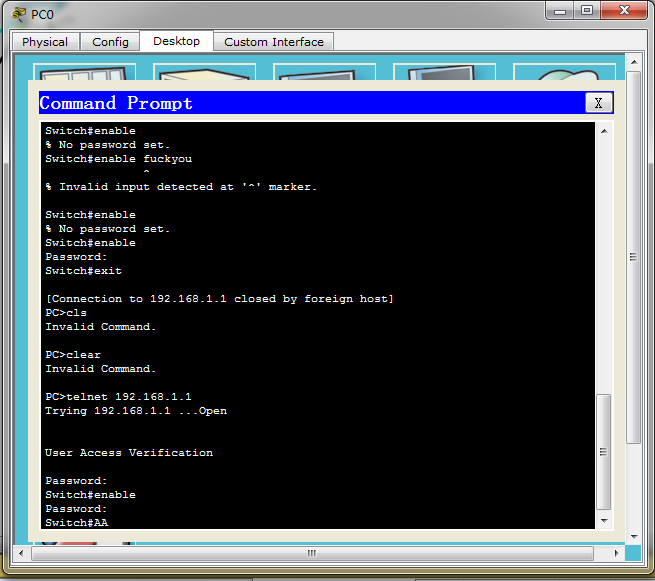 PC0
Physical Config Desktop Custom Interface
Command Prompt X
Switch#enable
% No password set.
Switch#enable fuckyou
^
% Invalid input detected at '^' marker.
Switch#enable
% No password set.
Switch#enable
Password:
Switch#exit
[Connection to 192.168.1.1 closed by foreign host]
PC>cls
Invalid Command.
PC>clear
Invalid Command.
PC>telnet 192.168.1.1
Trying 192.168.1.1 ...Open
User Access Verification
Password:
Switch#enable
Password:
Switch#AA